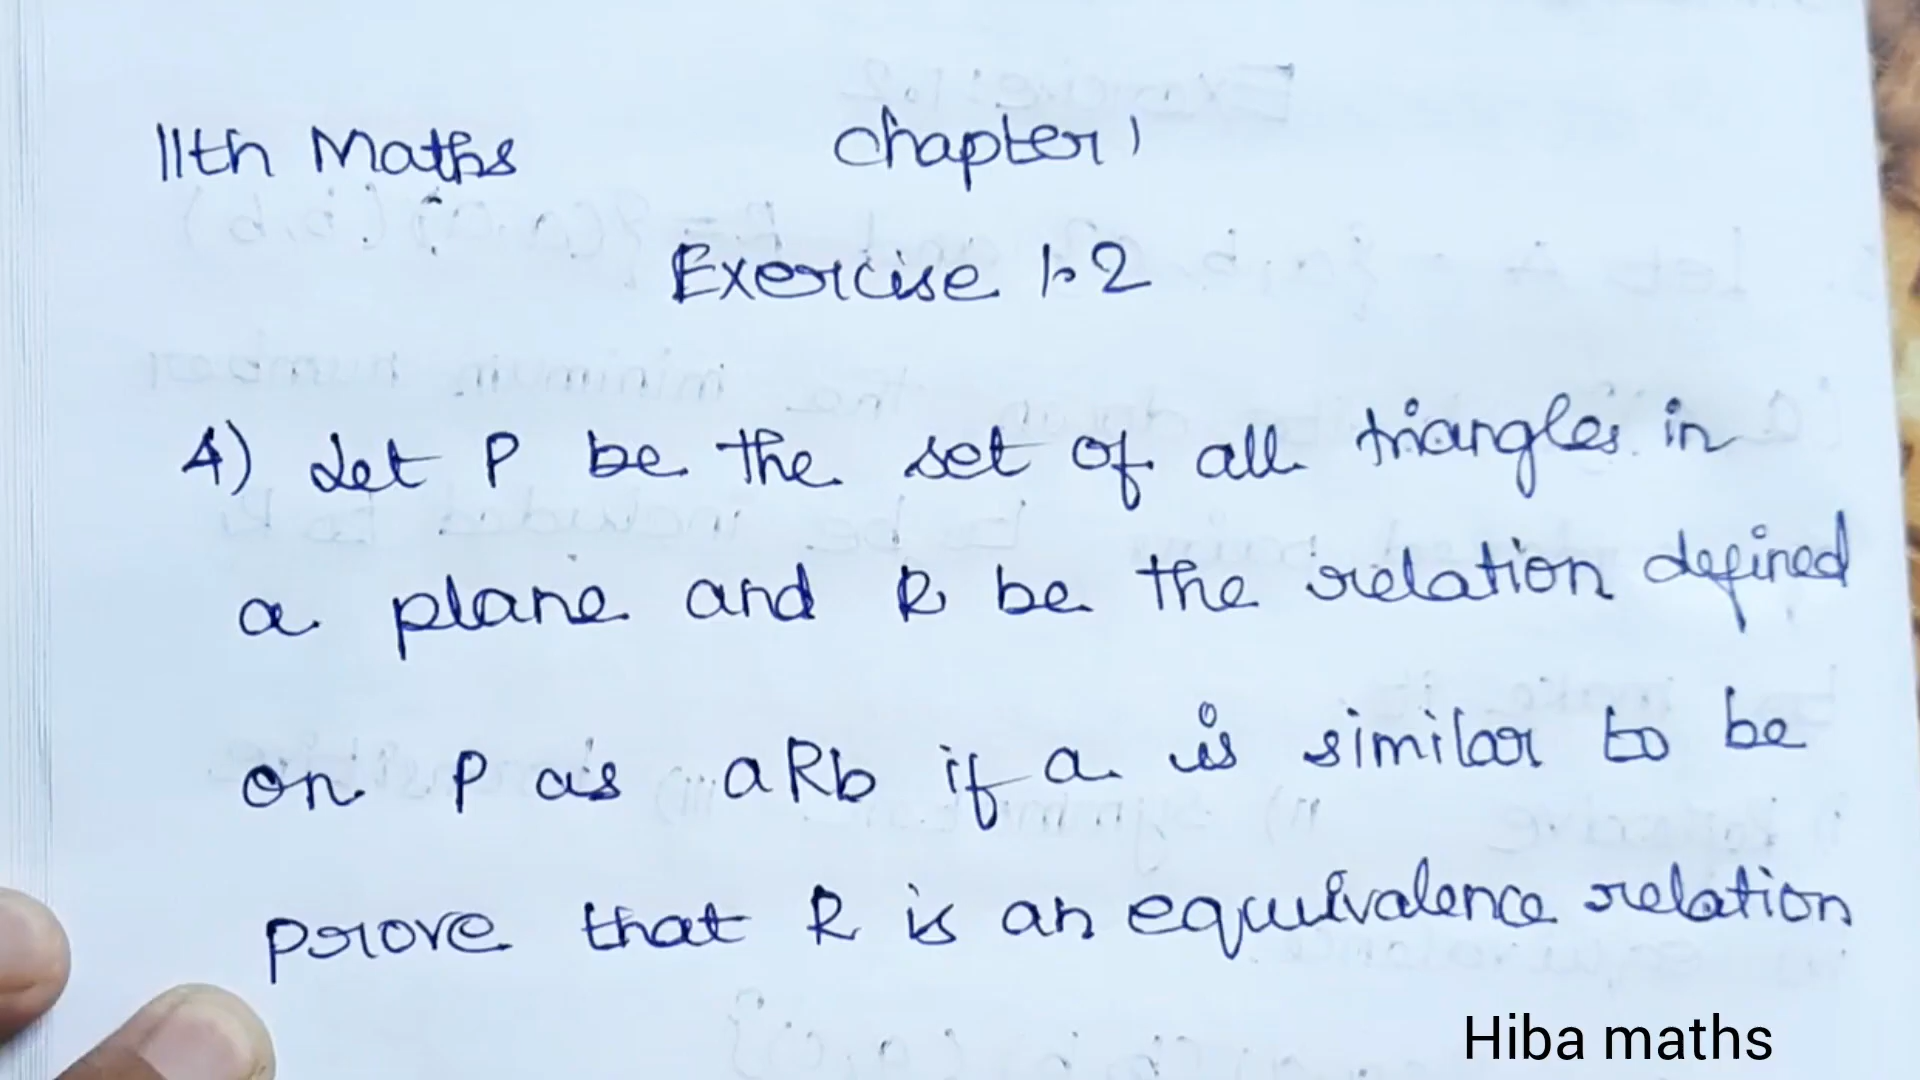 11th Maths Chapter 1
Exercise 1.2
4) Let P be the set of all triangles in
a plane and R be the relation defined
on P as aRb if a is similar to be
prove that R is an equivalence relation
Hiba maths